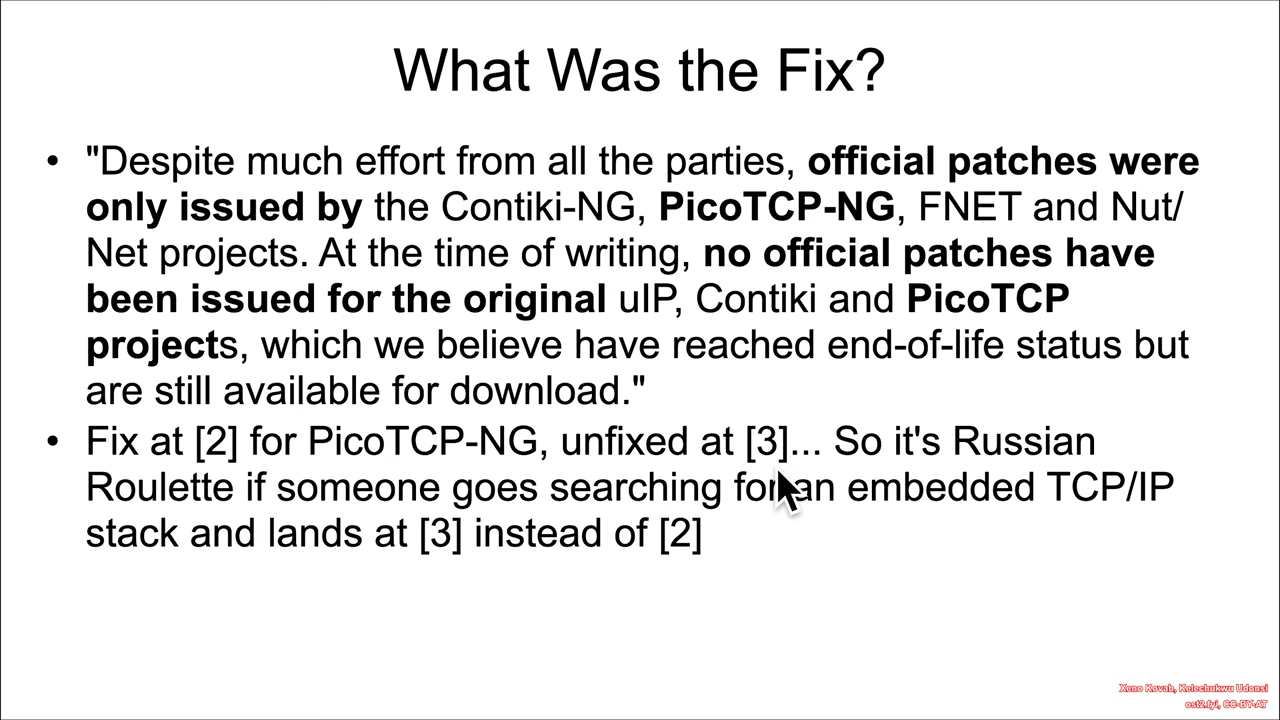 What Was the Fix?
• "Despite much effort from all the parties, official patches were
only issued by the Contiki-NG, PicoTCP-NG, FNET and Nut/
Net projects. At the time of writing, no official patches have
been issued for the original uIP, Contiki and PicoTCP
projects, which we believe have reached end-of-life status but
are still available for download."
• Fix at [2] for PicoTCP-NG, unfixed at [3]... So it's Russian
Roulette if someone goes searching for an embedded TCP/IP
stack and lands at [3] instead of [2]
Xeno Kovah, Kelechukwu Udonsi
ost2.fyi, CC-BY-AT